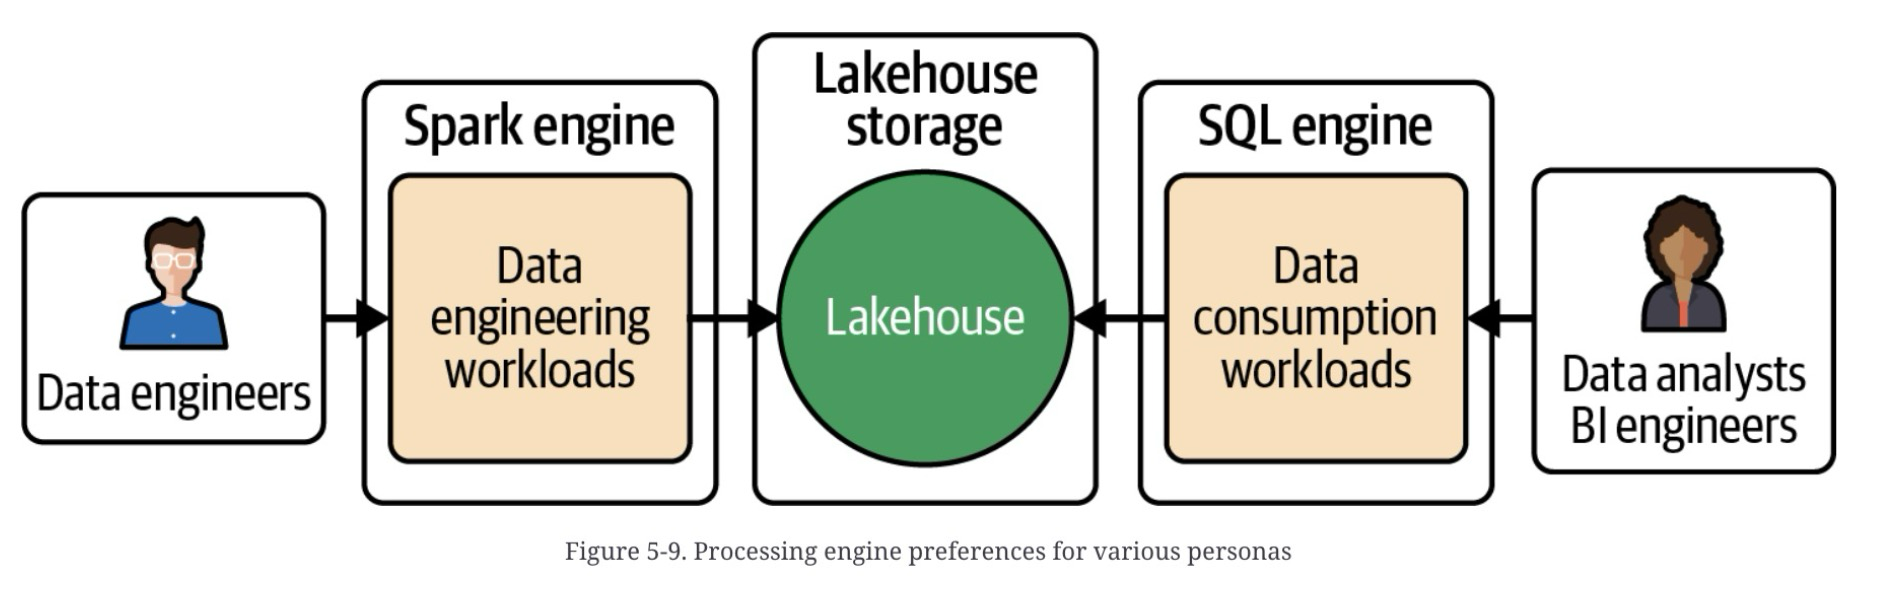 Data engineers
Spark engine
Data
engineering
workloads
Lakehouse
storage
Lakehouse
SQL engine
Data
consumption
workloads
Data analysts
BI engineers
Figure 5-9. Processing engine preferences for various personas